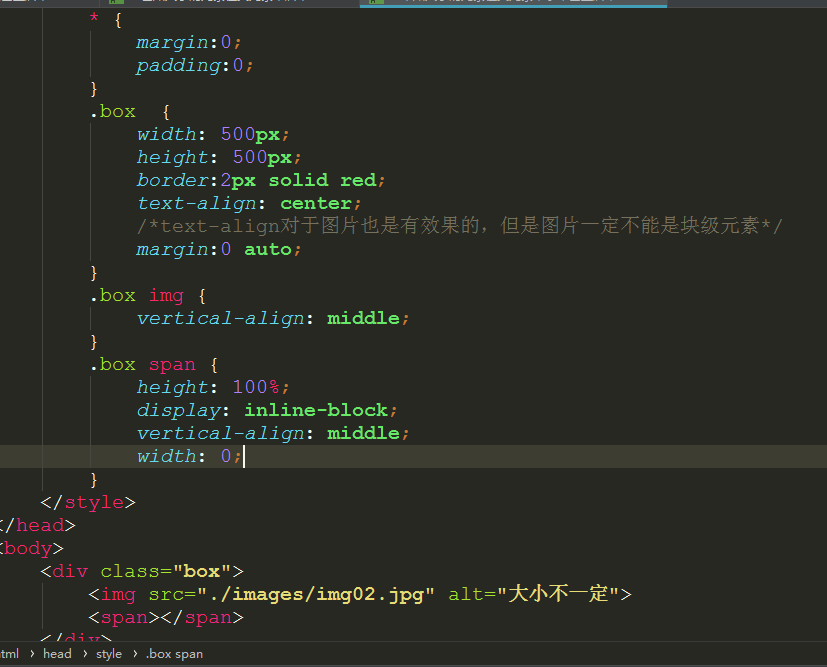 * {
margin:0;
padding:0;
}
.box  {
width: 500px;
height: 500px;
border:2px solid red;
text-align: center;
/*text-align对于图片也是有效果的，但是图片一定不能是块级元素*/
margin:0 auto;
}
.box img {
vertical-align: middle;
}
.box span {
height: 100%;
display: inline-block;
vertical-align: middle;
width: 0;
}
</style>
</head>
<body>
<div class="box">
<img src="./images/img02.jpg" alt="大小不一定">
<span></span>
</div>
html › head › style › .box span